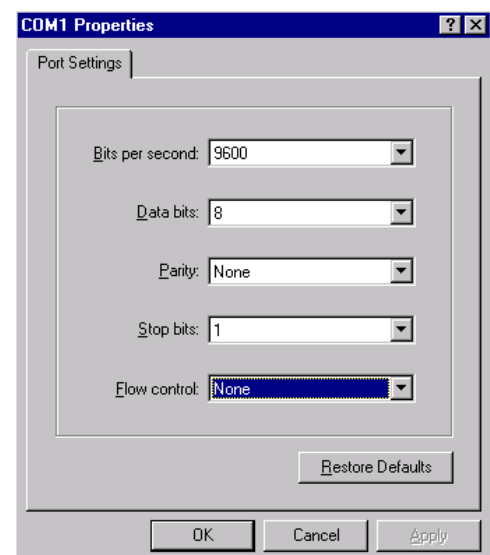 COM1 Properties
Port Settings
Bits per second: 9600
Data bits: 8
Parity: None
Stop bits: 1
Flow control: None
Restore Defaults
OK Cancel Apply